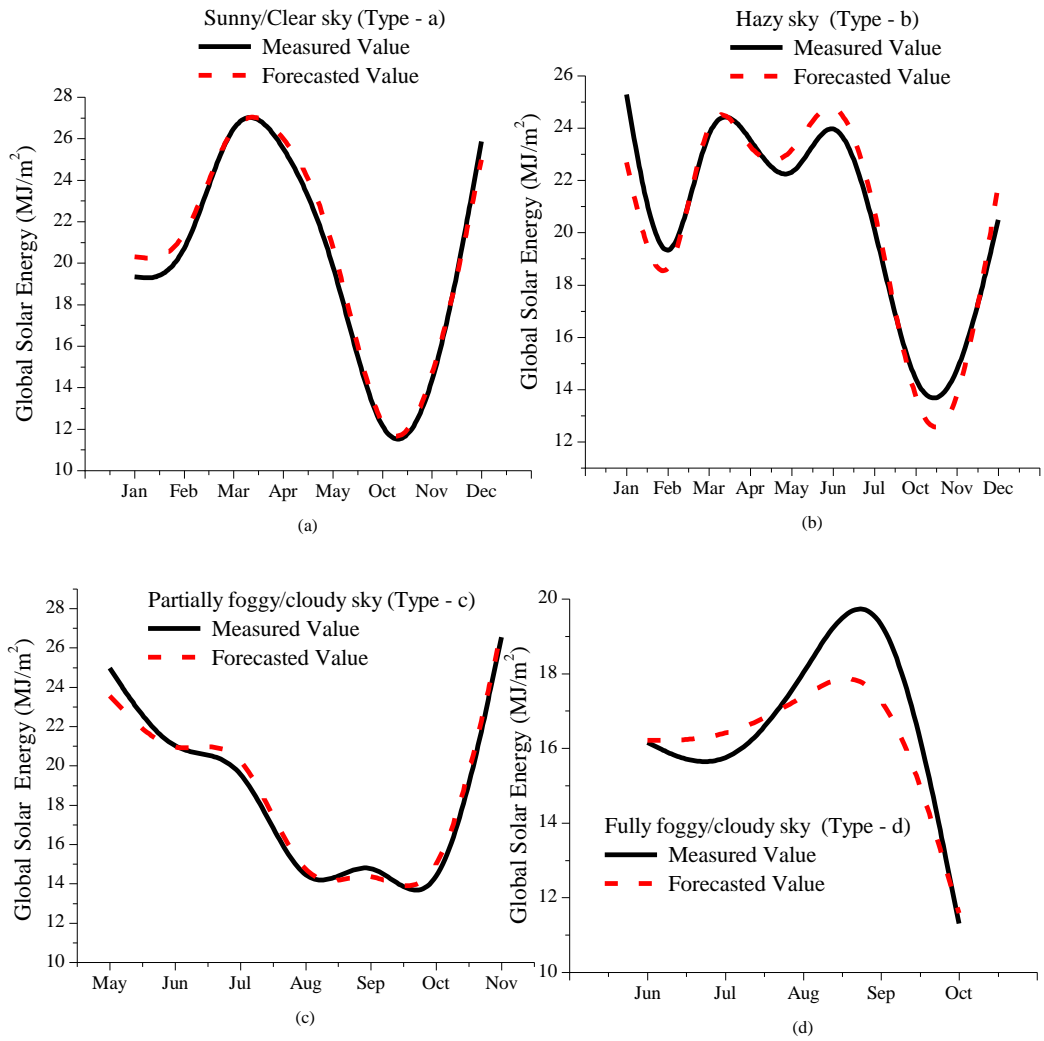 Sunny/Clear sky (Type - a)
Measured Value
Forecasted Value
Global Solar Energy (MJ/m²)
28
26
24
22
20
18
16
14
12
10
Jan Feb Mar Apr May Oct Nov Dec
(a)
Hazy sky (Type - b)
Measured Value
Forecasted Value
Global Solar Energy (MJ/m²)
26
24
22
20
18
16
14
12
Jan Feb Mar Apr May Jun Jul Oct Nov Dec
(b)
Partially foggy/cloudy sky (Type - c)
Measured Value
Forecasted Value
Global Solar Energy (MJ/m²)
28
26
24
22
20
18
16
14
12
10
May Jun Jul Aug Sep Oct Nov
(c)
Global Solar Energy (MJ/m²)
20
18
16
14
12
10
Fully foggy/cloudy sky (Type - d)
Measured Value
Forecasted Value
Jun Jul Aug Sep Oct
(d)